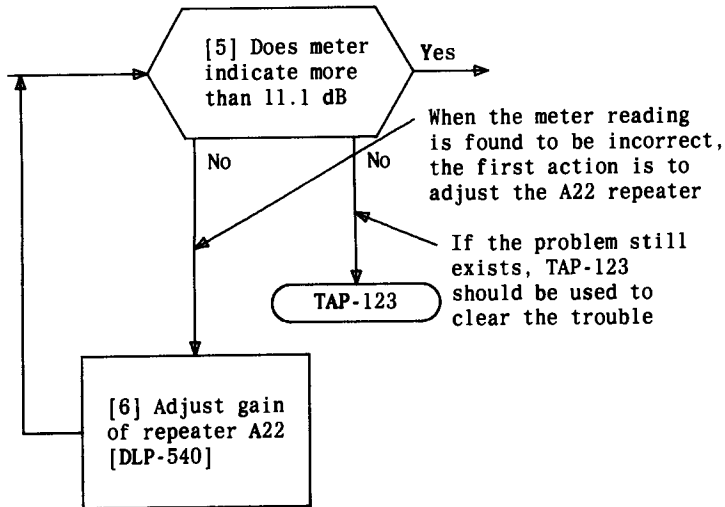 [5] Does meter
indicate more
than 11.1 dB
Yes
When the meter reading
is found to be incorrect,
the first action is to
adjust the A22 repeater
No
No
If the problem still
exists, TAP-123
should be used to
clear the trouble
TAP-123
[6] Adjust gain
of repeater A22
[DLP-540]